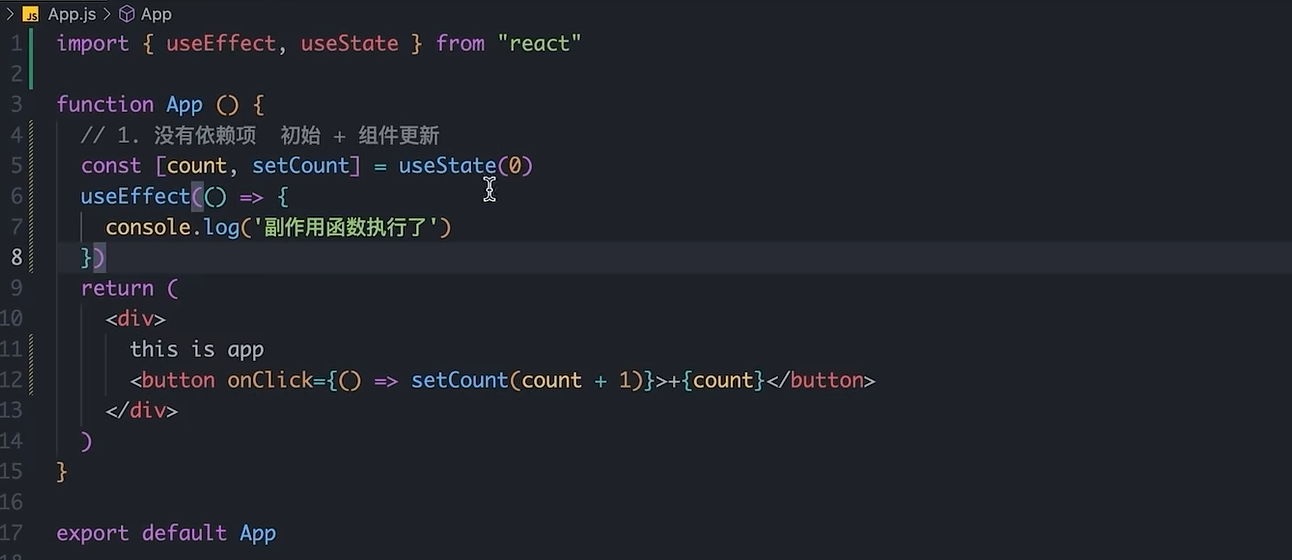 JS App.js > App
1 import { useEffect, useState } from "react"
2
3 function App () {
4 // 1. 没有依赖项  初始 + 组件更新
5 const [count, setCount] = useState(0)
6 useEffect(() => {
7 console.log('副作用函数执行了')
8 })
9 return (
10 <div>
11 this is app
12 <button onClick={() => setCount(count + 1)}>+{count}</button>
13 </div>
14 )
15 }
16
17 export default App